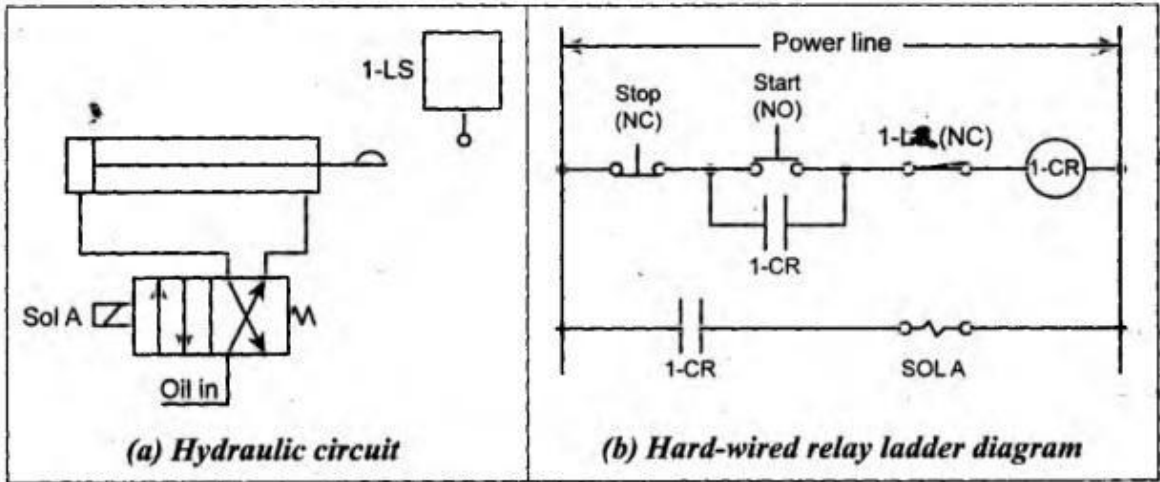 1-LS
Sol A
Oil in
(a) Hydraulic circuit
Power line
Stop
(NC)
Start
(NO)
(NC)
1-CR
1-CR
1-CR
SOL A
(b) Hard-wired relay ladder diagram